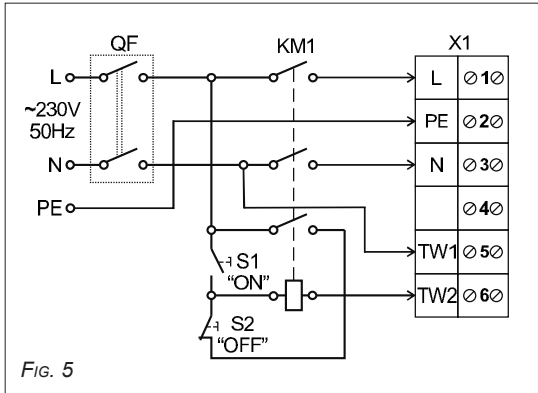 QF KM1 X1
L L 1
~230V
50Hz
PE 2
N N 3
PE 4
S1
"ON"
TW1 5
TW2 6
S2
"OFF"
FIG. 5